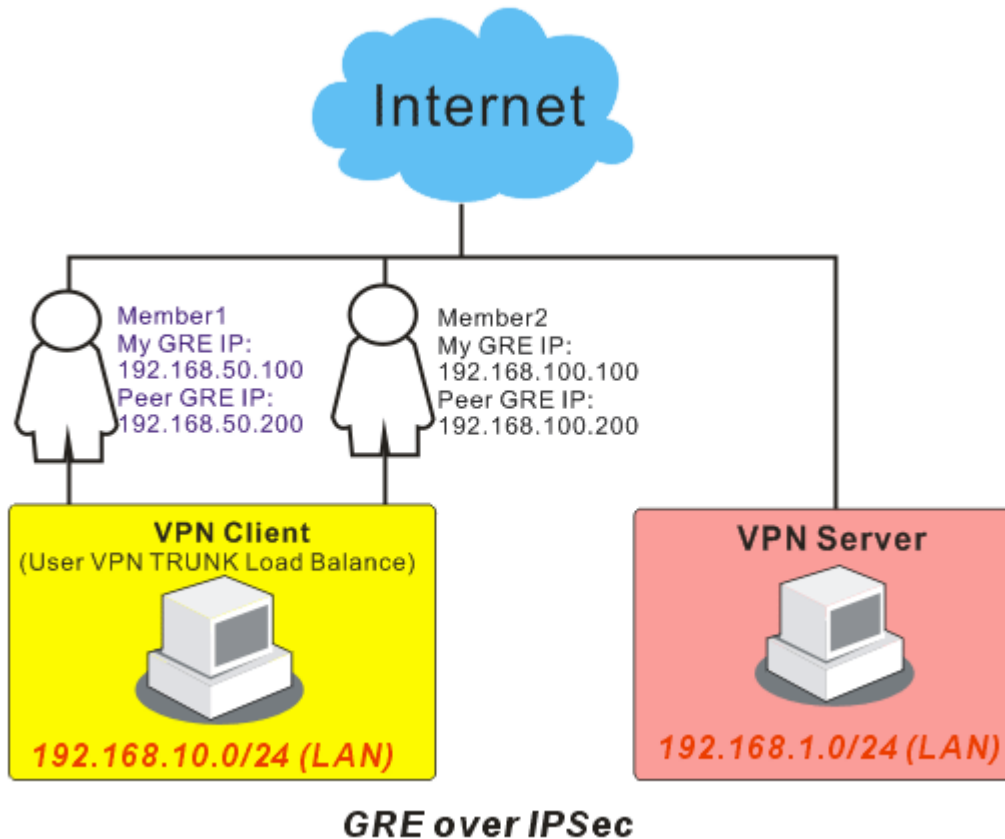 Internet
Member1
My GRE IP:
192.168.50.100
Peer GRE IP:
192.168.50.200
Member2
My GRE IP:
192.168.100.100
Peer GRE IP:
192.168.100.200
VPN Client
(User VPN TRUNK Load Balance)
192.168.10.0/24 (LAN)
VPN Server
192.168.1.0/24 (LAN)
GRE over IPSec